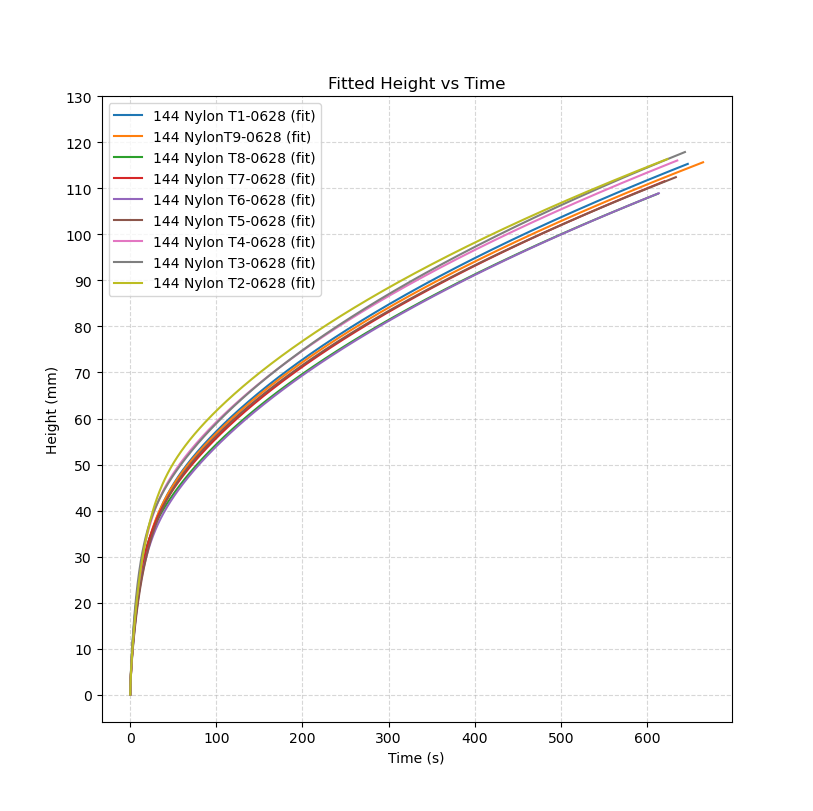 Fitted Height vs Time
130
120
110
100
90
80
70
60
50
40
30
20
10
0
Height (mm)
144 Nylon T1-0628 (fit)
144 NylonT9-0628 (fit)
144 Nylon T8-0628 (fit)
144 Nylon T7-0628 (fit)
144 Nylon T6-0628 (fit)
144 Nylon T5-0628 (fit)
144 Nylon T4-0628 (fit)
144 Nylon T3-0628 (fit)
144 Nylon T2-0628 (fit)
0 100 200 300 400 500 600
Time (s)